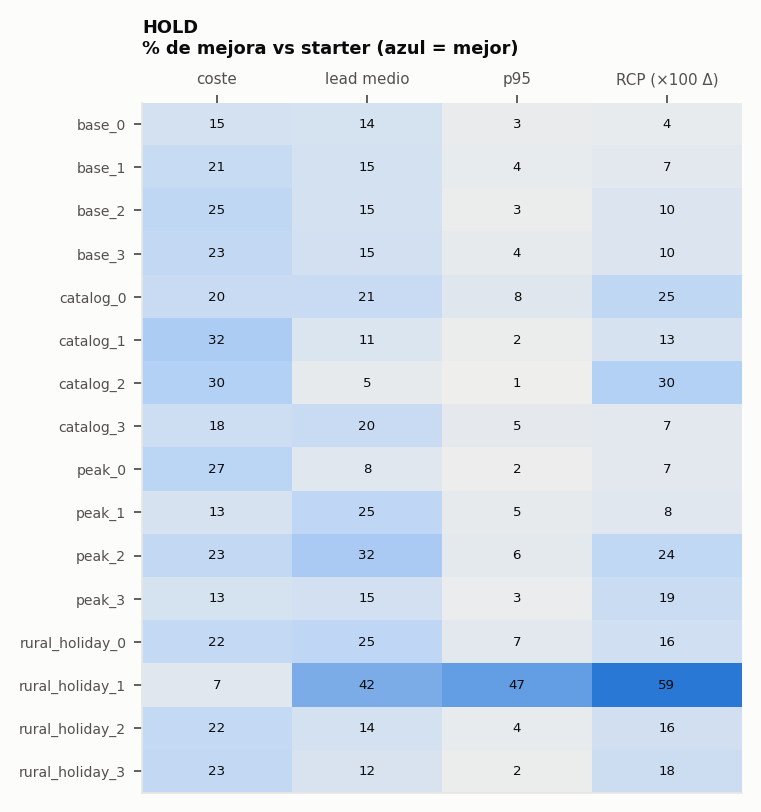 HOLD
% de mejora vs starter (azul = mejor)
coste lead medio p95 RCP (×100 Δ)
base_0 15 14 3 4
base_1 21 15 4 7
base_2 25 15 3 10
base_3 23 15 4 10
catalog_0 20 21 8 25
catalog_1 32 11 2 13
catalog_2 30 5 1 30
catalog_3 18 20 5 7
peak_0 27 8 2 7
peak_1 13 25 5 8
peak_2 23 32 6 24
peak_3 13 15 3 19
rural_holiday_0 22 25 7 16
rural_holiday_1 7 42 47 59
rural_holiday_2 22 14 4 16
rural_holiday_3 23 12 2 18